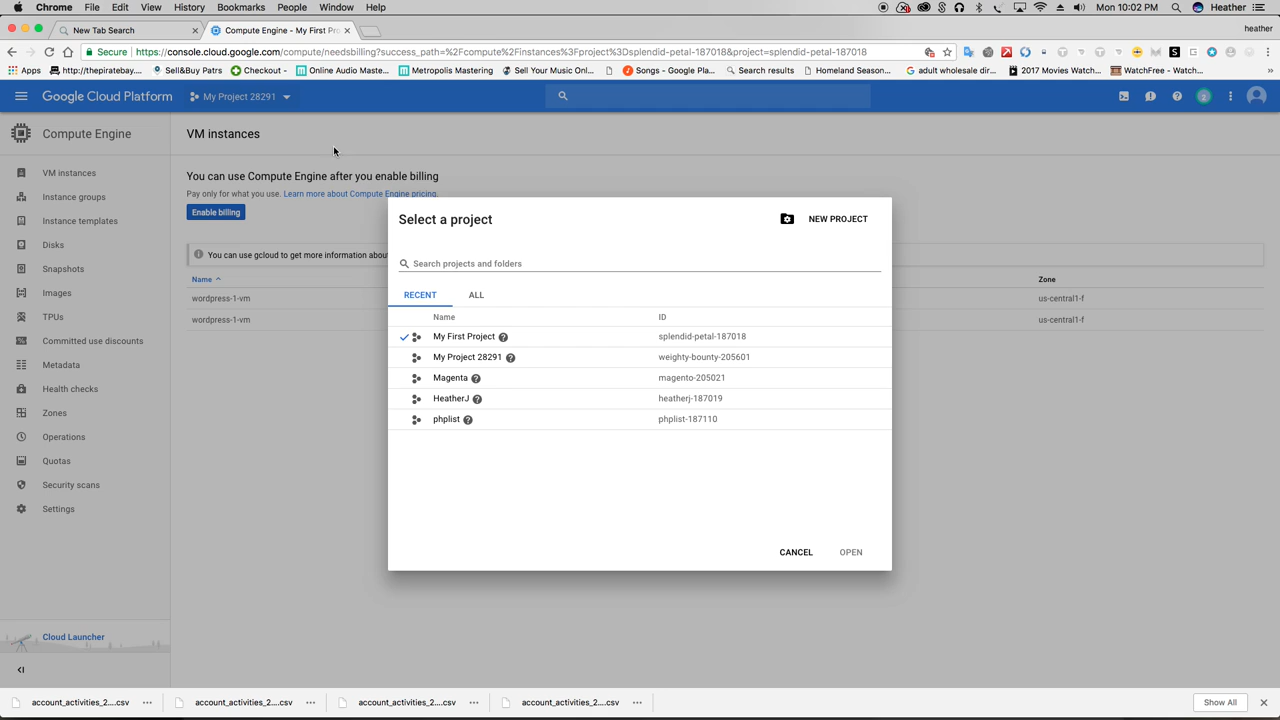 Chrome File Edit View History Bookmarks People Window Help Mon 10:02 PM Heather
New Tab Search Compute Engine - My First Pr heather
Secure https://console.cloud.google.com/compute/needsbilling?success_path=%2Fcompute%2Finstances%3Fproject%3Dsplendid-petal-187018&project=splendid-petal-187018
Apps http://thepiratebay.... Sell&Buy Patrs Checkout - Online Audio Maste... Metropolis Mastering Sell Your Music Onl... Songs - Google Pla... Search results Homeland Season... adult wholesale dir... 2017 Movies Watch... WatchFree - Watch...
Google Cloud Platform My Project 28291
Compute Engine
VM instances
Instance groups
Instance templates
Disks
Snapshots
Images
TPUs
Committed use discounts
Metadata
Health checks
Zones
Operations
Quotas
Security scans
Settings
Cloud Launcher
VM instances
You can use Compute Engine after you enable billing
Pay only for what you use. Learn more about Compute Engine pricing.
Enable billing
You can use gcloud to get more information about
Name Zone
wordpress-1-vm us-central1-f
wordpress-1-vm us-central1-f
Select a project NEW PROJECT
Search projects and folders
RECENT ALL
Name ID
My First Project splendid-petal-187018
My Project 28291 weighty-bounty-205601
Magenta magento-205021
HeatherJ heatherj-187019
phplist phplist-187110
CANCEL OPEN
account_activities_2....csv account_activities_2....csv account_activities_2....csv account_activities_2....csv Show All